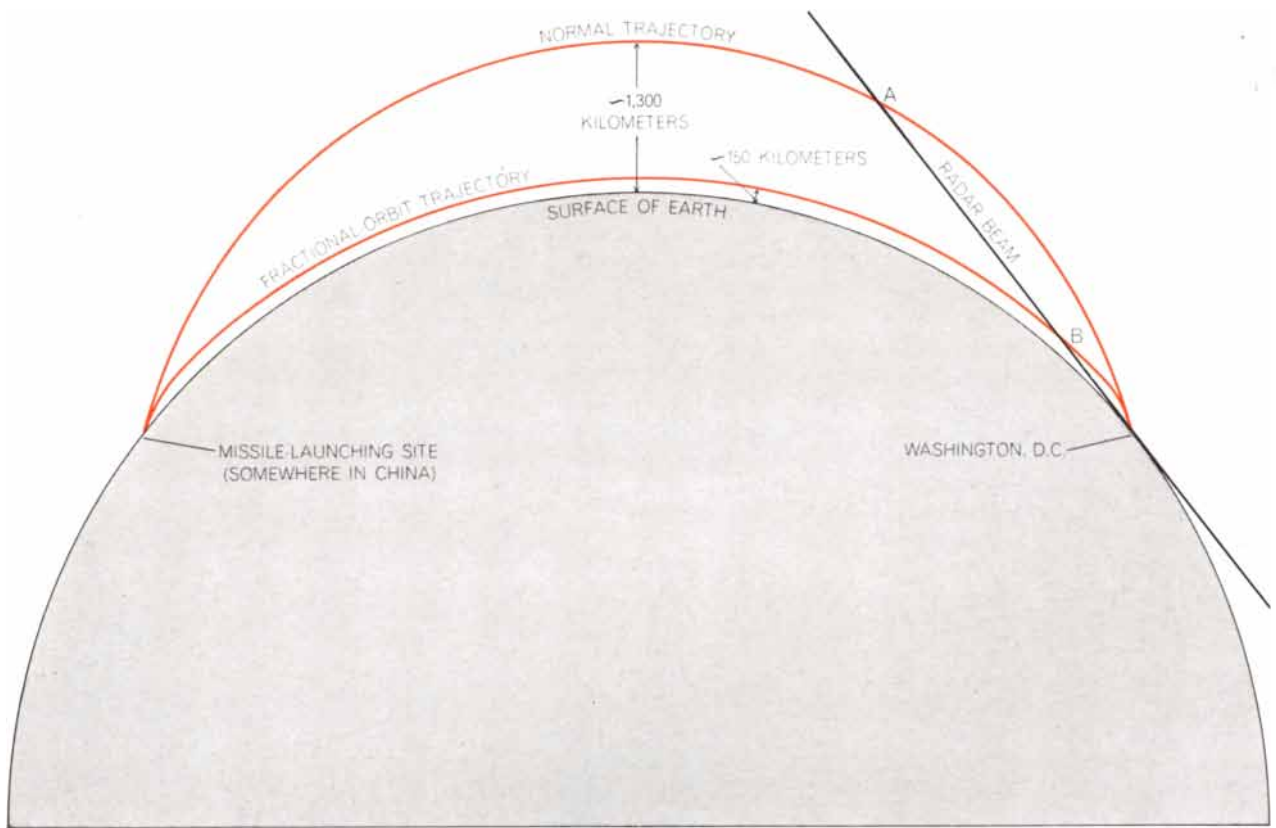 NORMAL TRAJECTORY
A
~1,300
KILOMETERS
~150 KILOMETERS
RADAR BEAM
FRACTIONAL-ORBIT TRAJECTORY
SURFACE OF EARTH
B
MISSILE-LAUNCHING SITE
(SOMEWHERE IN CHINA)
WASHINGTON, D.C.